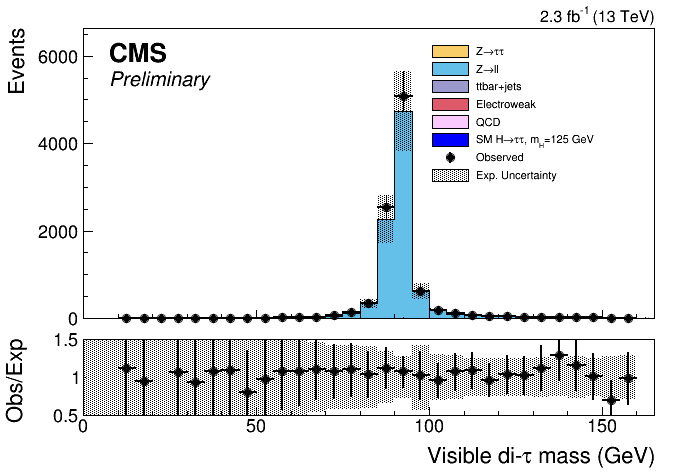 2.3 fb⁻¹ (13 TeV)
Events
CMS
Preliminary
6000
4000
2000
0
Z→ττ
Z→ll
ttbar+jets
Electroweak
QCD
SM H→ττ, m_H=125 GeV
Observed
Exp. Uncertainty
Obs/Exp
1.5
1
0.5
0 50 100 150
Visible di-τ mass (GeV)